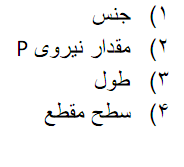 ۱) جنس
۲) مقدار نیروی P
۳) طول
۴) سطح مقطع